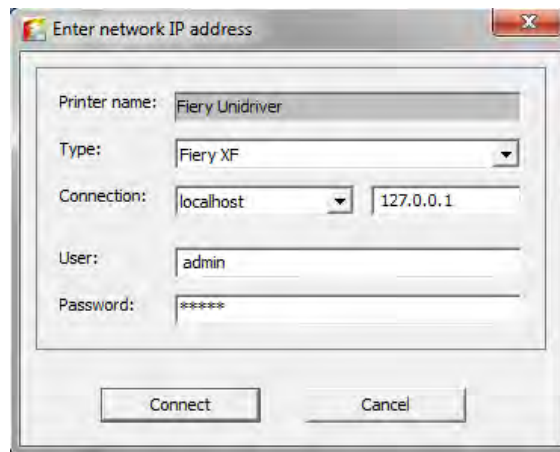 Enter network IP address
Printer name: Fiery Unidriver
Type: Fiery XF
Connection: localhost 127.0.0.1
User: admin
Password: *****
Connect Cancel